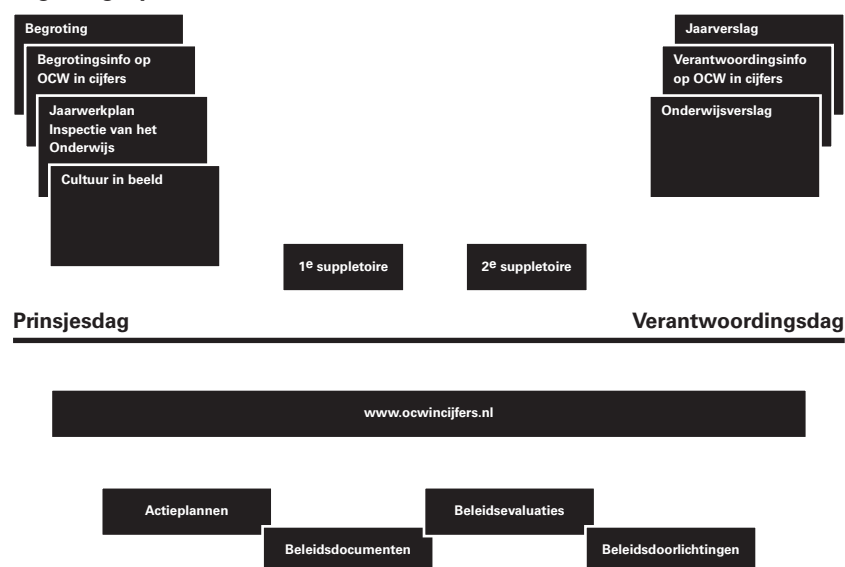 Begroting
Begrotingsinfo op
OCW in cijfers
Jaarwerkplan
Inspectie van het
Onderwijs
Cultuur in beeld
Jaarverslag
Verantwoordingsinfo
op OCW in cijfers
Onderwijsverslag
1e suppletoire
2e suppletoire
Prinsjesdag
Verantwoordingsdag
www.ocwincijfers.nl
Actieplannen
Beleidsevaluaties
Beleidsdocumenten
Beleidsdoorlichtingen